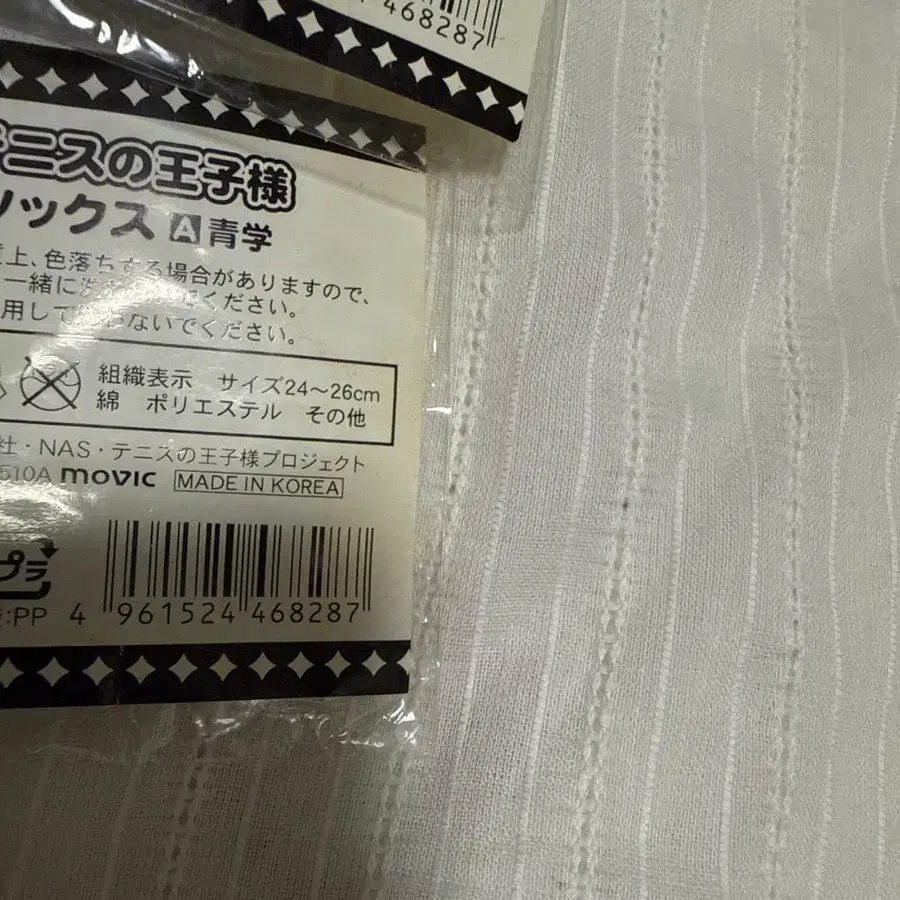 468287
テニスの王子様
ソックス A 青学
上、色落ちする場合がありますので、
一緒に でください。
用して ないでください。
組織表示 サイズ24～26cm
綿 ポリエステル その他
社・NAS・テニスの王子様プロジェクト
510A movic MADE IN KOREA
プラ
:PP
4 961524 468287